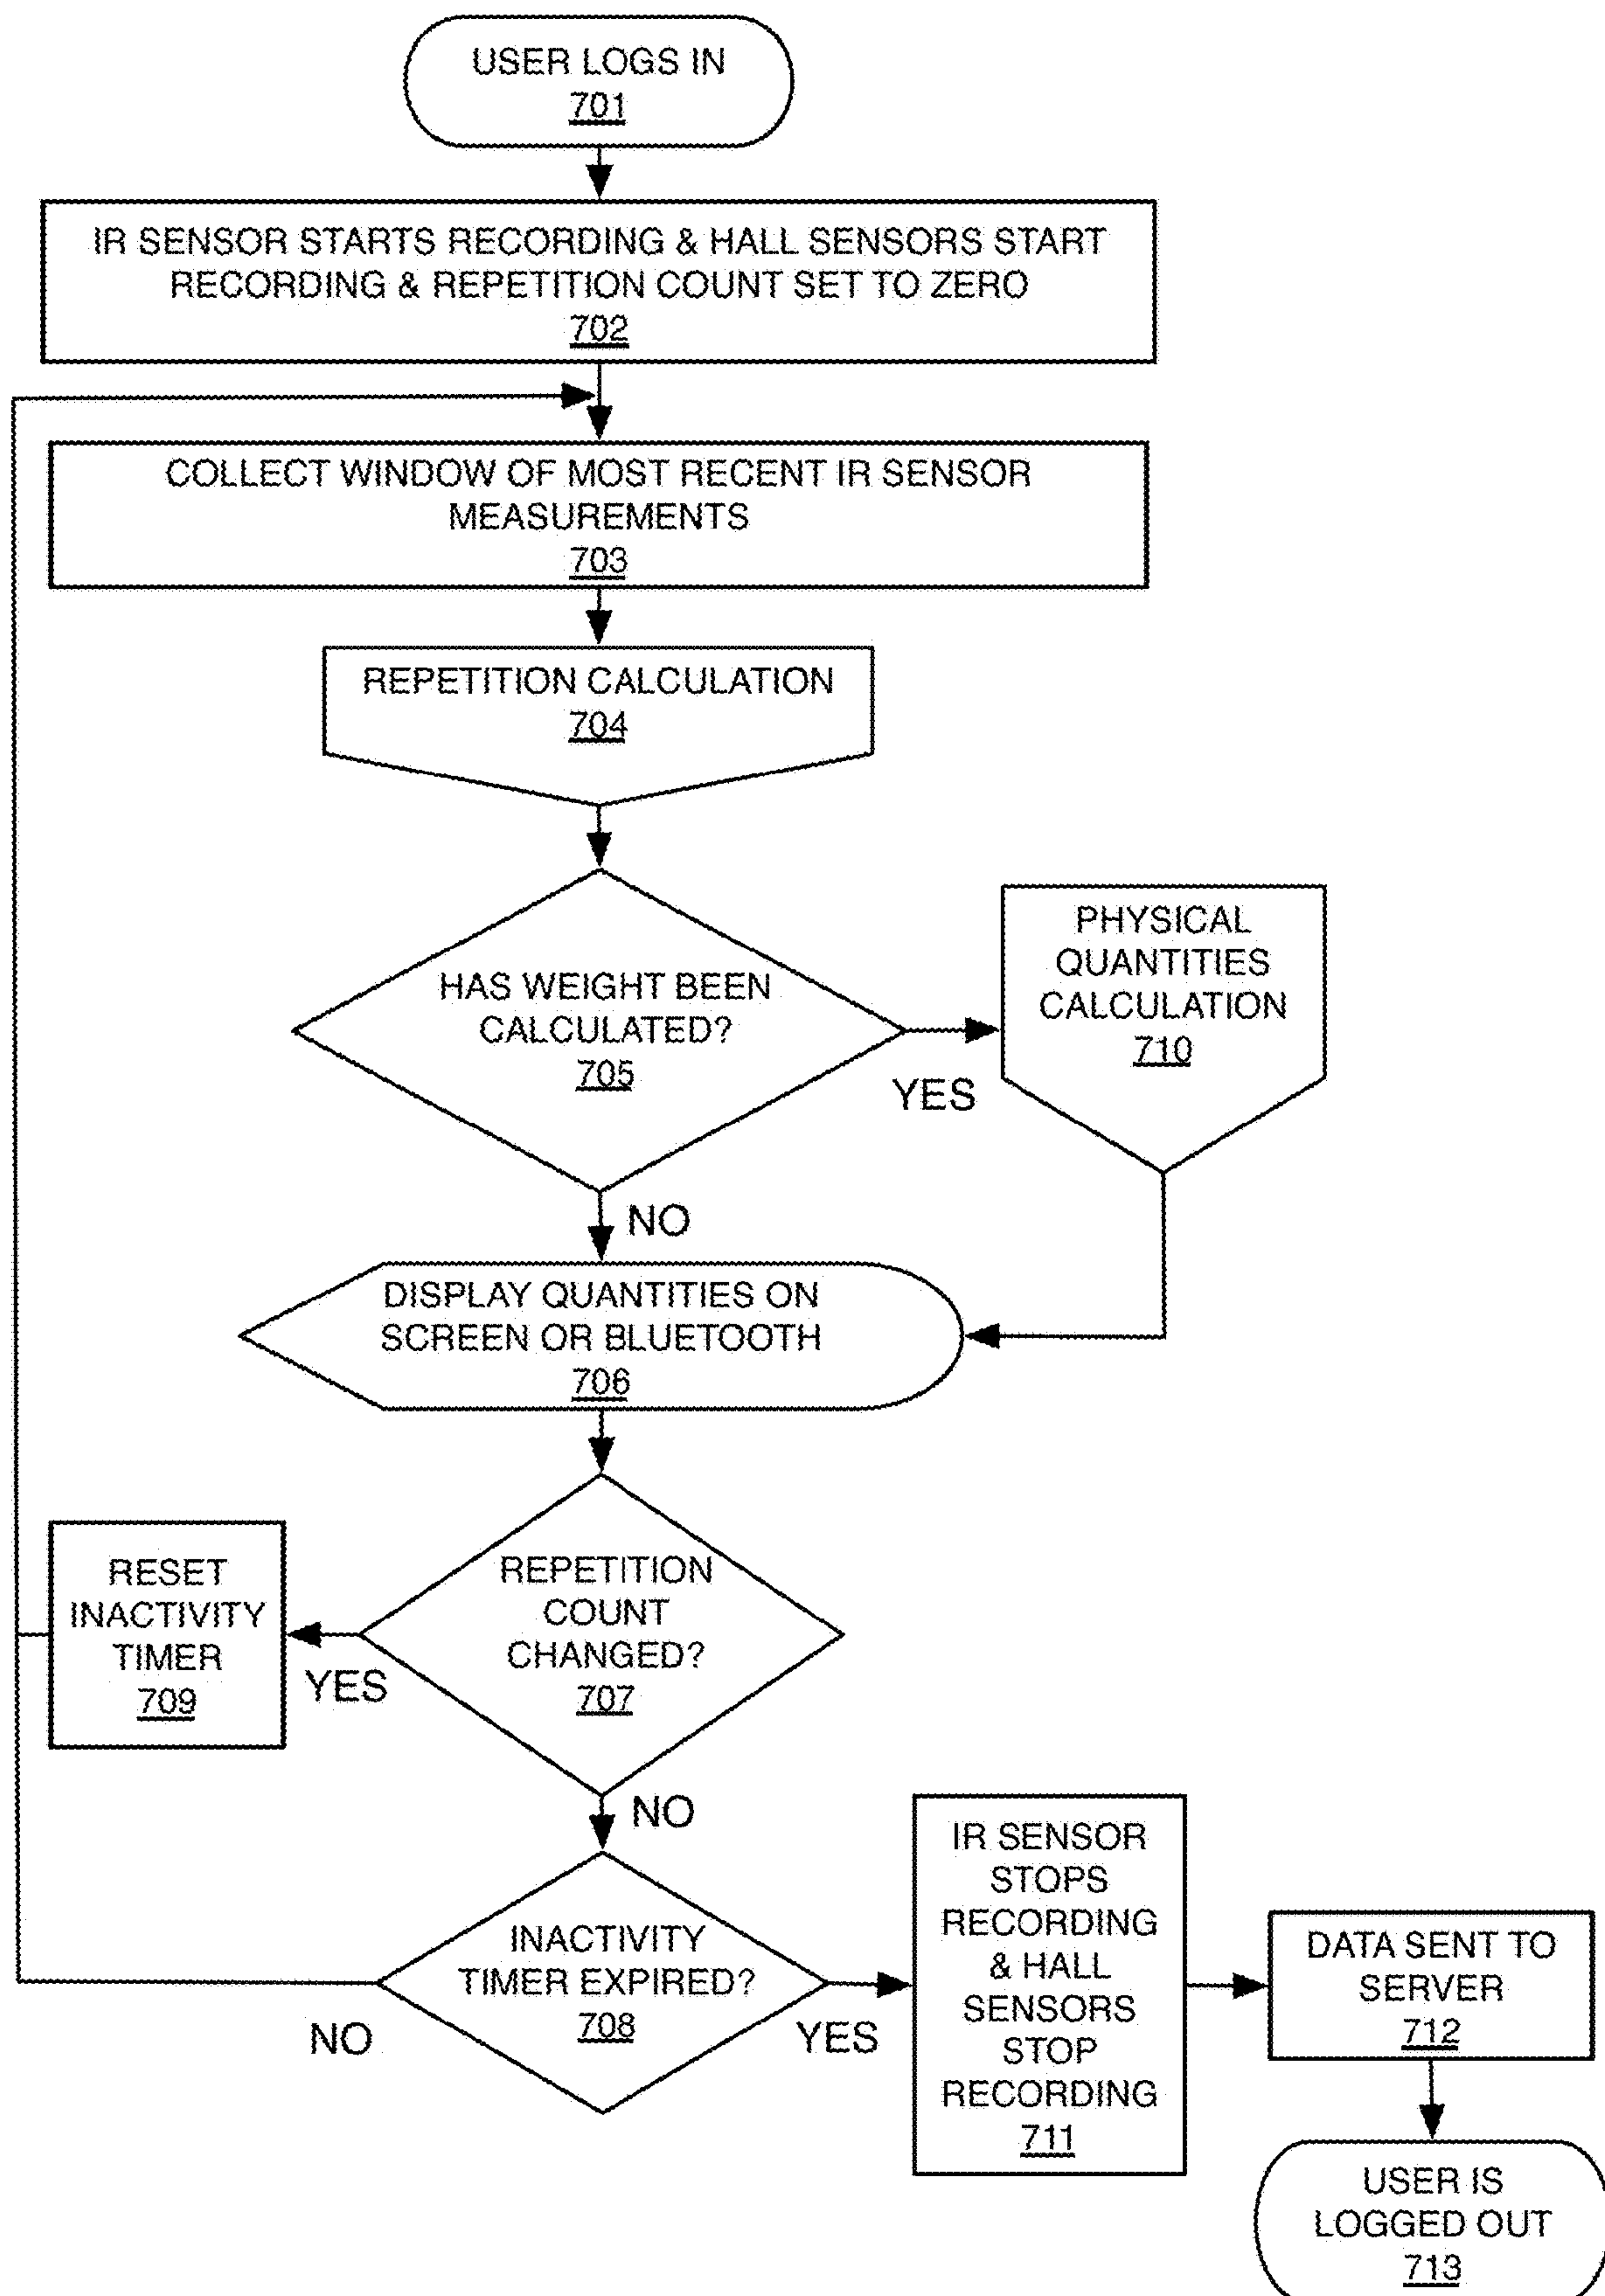 USER LOGS IN
701
IR SENSOR STARTS RECORDING & HALL SENSORS START
RECORDING & REPETITION COUNT SET TO ZERO
702
COLLECT WINDOW OF MOST RECENT IR SENSOR
MEASUREMENTS
703
REPETITION CALCULATION
704
HAS WEIGHT BEEN
CALCULATED?
705
YES
PHYSICAL
QUANTITIES
CALCULATION
710
NO
DISPLAY QUANTITIES ON
SCREEN OR BLUETOOTH
706
REPETITION
COUNT
CHANGED?
707
YES
RESET
INACTIVITY
TIMER
709
NO
INACTIVITY
TIMER EXPIRED?
708
NO
YES
IR SENSOR
STOPS
RECORDING
& HALL
SENSORS
STOP
RECORDING
711
DATA SENT TO
SERVER
712
USER IS
LOGGED OUT
713